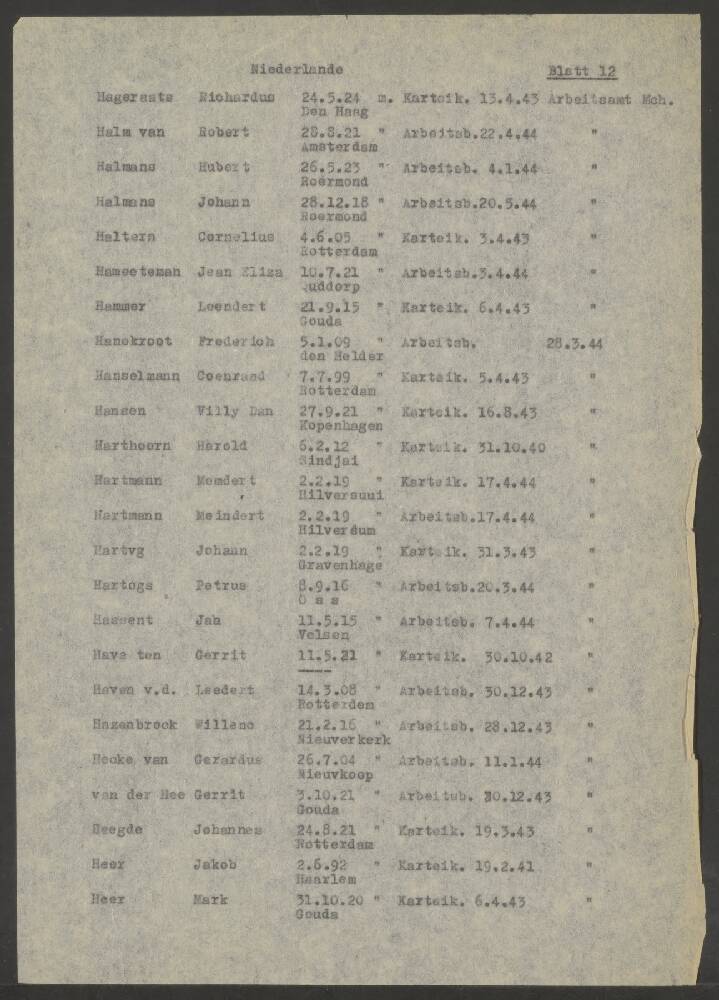 Niederlande Blatt 12
Hageraats Richardus 24.5.24 m. Karteik. 13.4.43 Arbeitsamt Mch.
Den Haag
Halm van Robert 28.8.21 " Arbeitsb.22.4.44 "
Amsterdam
Halmans Hubert 26.5.23 " Arbeitsb. 4.1.44 "
Roermond
Halmans Johann 28.12.18 " Arbeitsb.20.5.44 "
Roermond
Haltern Cornelius 4.6.05 " Karteik. 3.4.43 "
Rotterdam
Hameeteman Jean Eliza 10.7.21 " Arbeitsb.3.4.44 "
Ouddorp
Hammer Leendert 21.9.15 " Karteik. 6.4.43 "
Gouda
Hanekroot Frederich 5.1.09 " Arbeitsb. 28.3.44
den Helder
Hanselmann Coenraad 7.7.99 " Karteik. 5.4.43 "
Rotterdam
Hansen Villy Dan 27.9.21 " Karteik. 16.8.43 "
Kopenhagen
Harthoorn Harold 6.2.12 " Karteik. 31.10.40 "
Sindjai
Hartmann Memdert 2.2.19 " Karteik. 17.4.44 "
Hilversuui
Hartmann Meindert 2.2.19 " Arbeitsb.17.4.44 "
Hilversum
Hartvg Johann 2.2.19 " Karteik. 31.3.43 "
Gravenhage
Hartogs Petrus 8.9.16 " Arbeitsb.20.3.44 "
O s s
Hassent Jan 11.5.15 " Arbeitsb. 7.4.44 "
Velsen
Have ten Gerrit 11.5.21 " Karteik. 30.10.42 "
Haven v.d. Leedert 14.3.08 " Arbeitsb. 30.12.43 "
Rotterdam
Hazenbroek Willeno 21.2.16 " Arbeitsb. 28.12.43 "
Nieuverkerk
Hecke van Gerardus 26.7.04 " Arbeitsb. 11.1.44 "
Nieuvkoop
van der Hee Gerrit 3.10.21 " Arbeitsb. 30.12.43 "
Gouda
Heegde Johannes 24.8.21 " Karteik. 19.3.43 "
Rotterdam
Heer Jakob 2.6.92 " Karteik. 19.2.41 "
Haarlem
Heer Mark 31.10.20 " Karteik. 6.4.43 "
Gouda